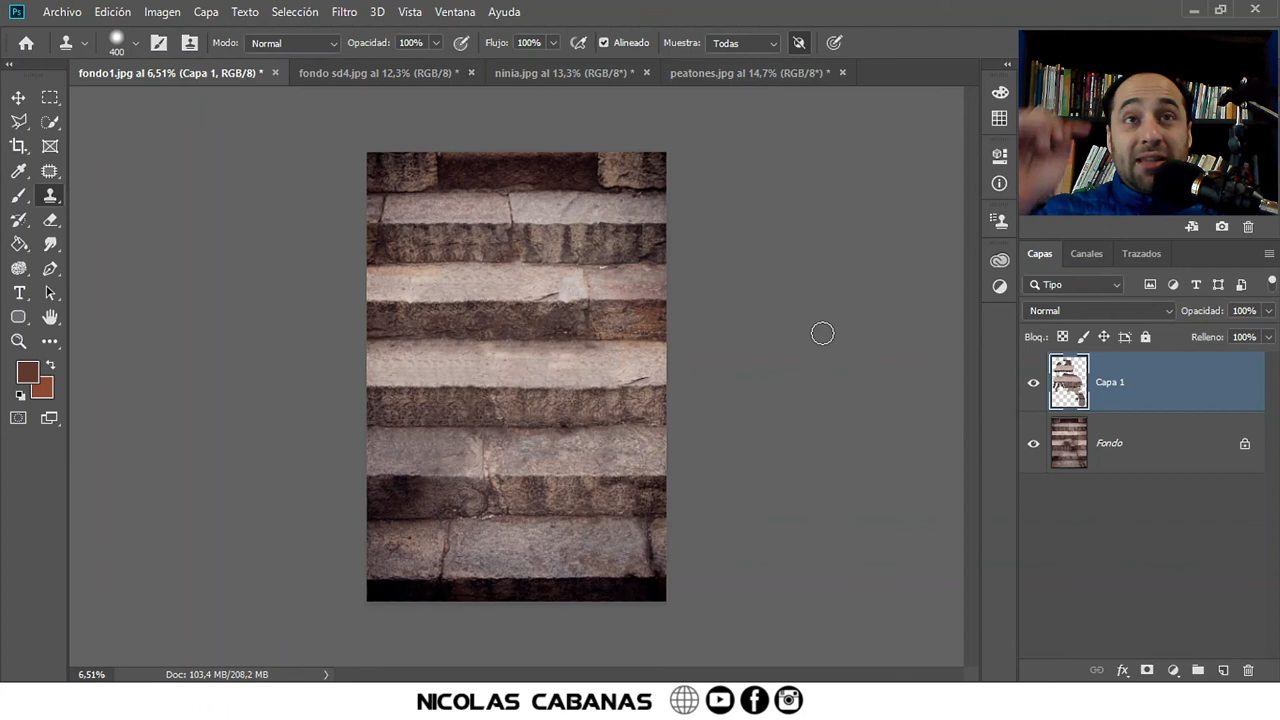 Ps Archivo Edición Imagen Capa Texto Selección Filtro 3D Vista Ventana Ayuda
400 Modo: Normal Opacidad: 100% Flujo: 100% Alineado Muestra: Todas
fondo1.jpg al 6,51% (Capa 1, RGB/8) * × fondo sd4.jpg al 12,3% (RGB/8) * × ninia.jpg al 13,3% (RGB/8*) * × peatones.jpg al 14,7% (RGB/8*) * ×
Capas Canales Trazados
Tipo
Normal Opacidad: 100%
Bloq.: Relleno: 100%
Capa 1
Fondo
6,51% Doc: 103,4 MB/208,2 MB
NICOLAS CABANAS